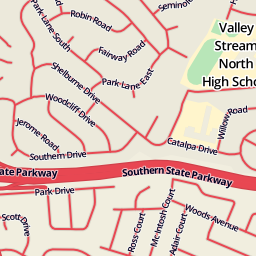 Robin Road
Seminole
Park Lane South
Fairway Road
Valley
Stream
North
High Scho
Shelburne Drive
Park Lane East
Woodcliff Drive
Jerome Road
Willow Road
Catalpa Drive
Southern Drive
ate Parkway
Southern State Parkway
Park Drive
Mc Intosh Court
Woods Avenue
Scott Drive
Ross Court
Adair Court